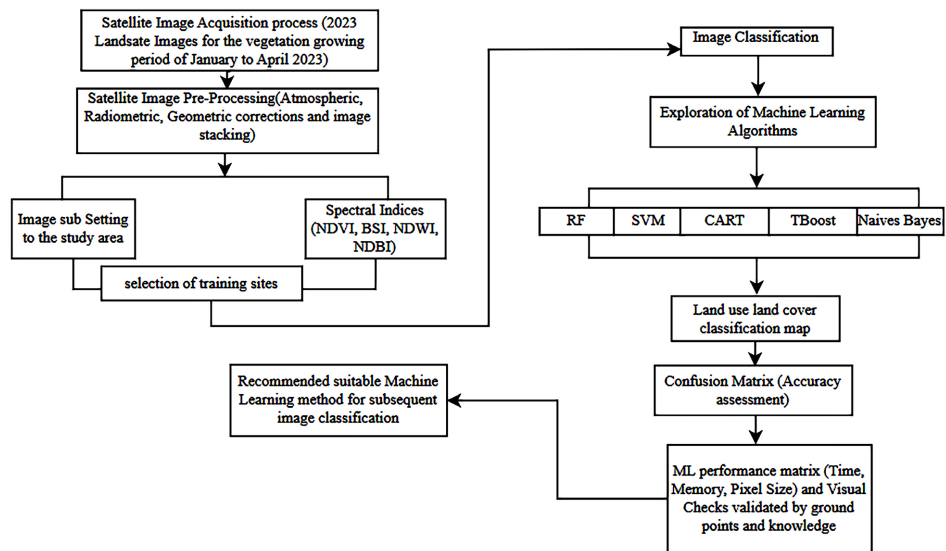 Satellite Image Acquisition process (2023
Landsate Images for the vegetation growing
period of January to April 2023)
Satellite Image Pre-Processing(Atmospheric,
Radiometric, Geometric corrections and image
stacking)
Image sub Setting
to the study area
Spectral Indices
(NDVI, BSI, NDWI,
NDBI)
selection of training sites
Image Classification
Exploration of Machine Learning
Algorithms
RF
SVM
CART
TBoost
Naives Bayes
Land use land cover
classification map
Confusion Matrix (Accuracy
assessment)
ML performance matrix (Time,
Memory, Pixel Size) and Visual
Checks validated by ground
points and knowledge
Recommended suitable Machine
Learning method for subsequent
image classification